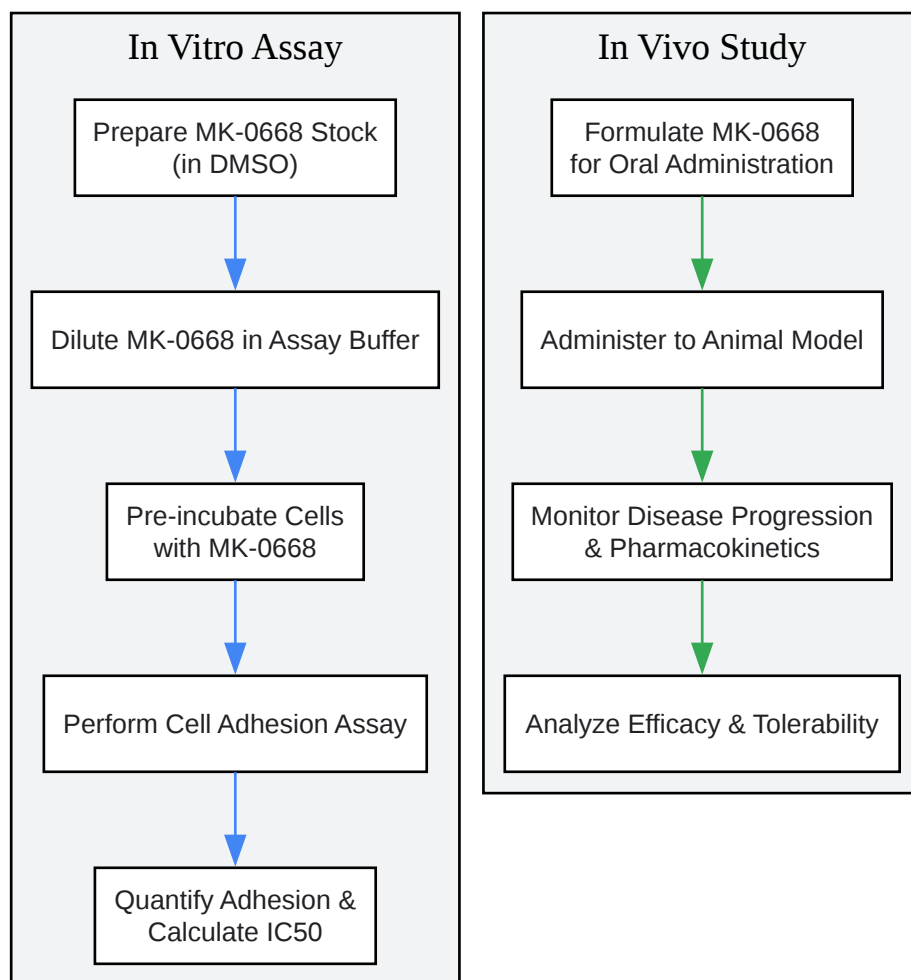 In Vitro Assay
Prepare MK-0668 Stock
(in DMSO)
Dilute MK-0668 in Assay Buffer
Pre-incubate Cells
with MK-0668
Perform Cell Adhesion Assay
Quantify Adhesion &
Calculate IC50
In Vivo Study
Formulate MK-0668
for Oral Administration
Administer to Animal Model
Monitor Disease Progression
& Pharmacokinetics
Analyze Efficacy & Tolerability